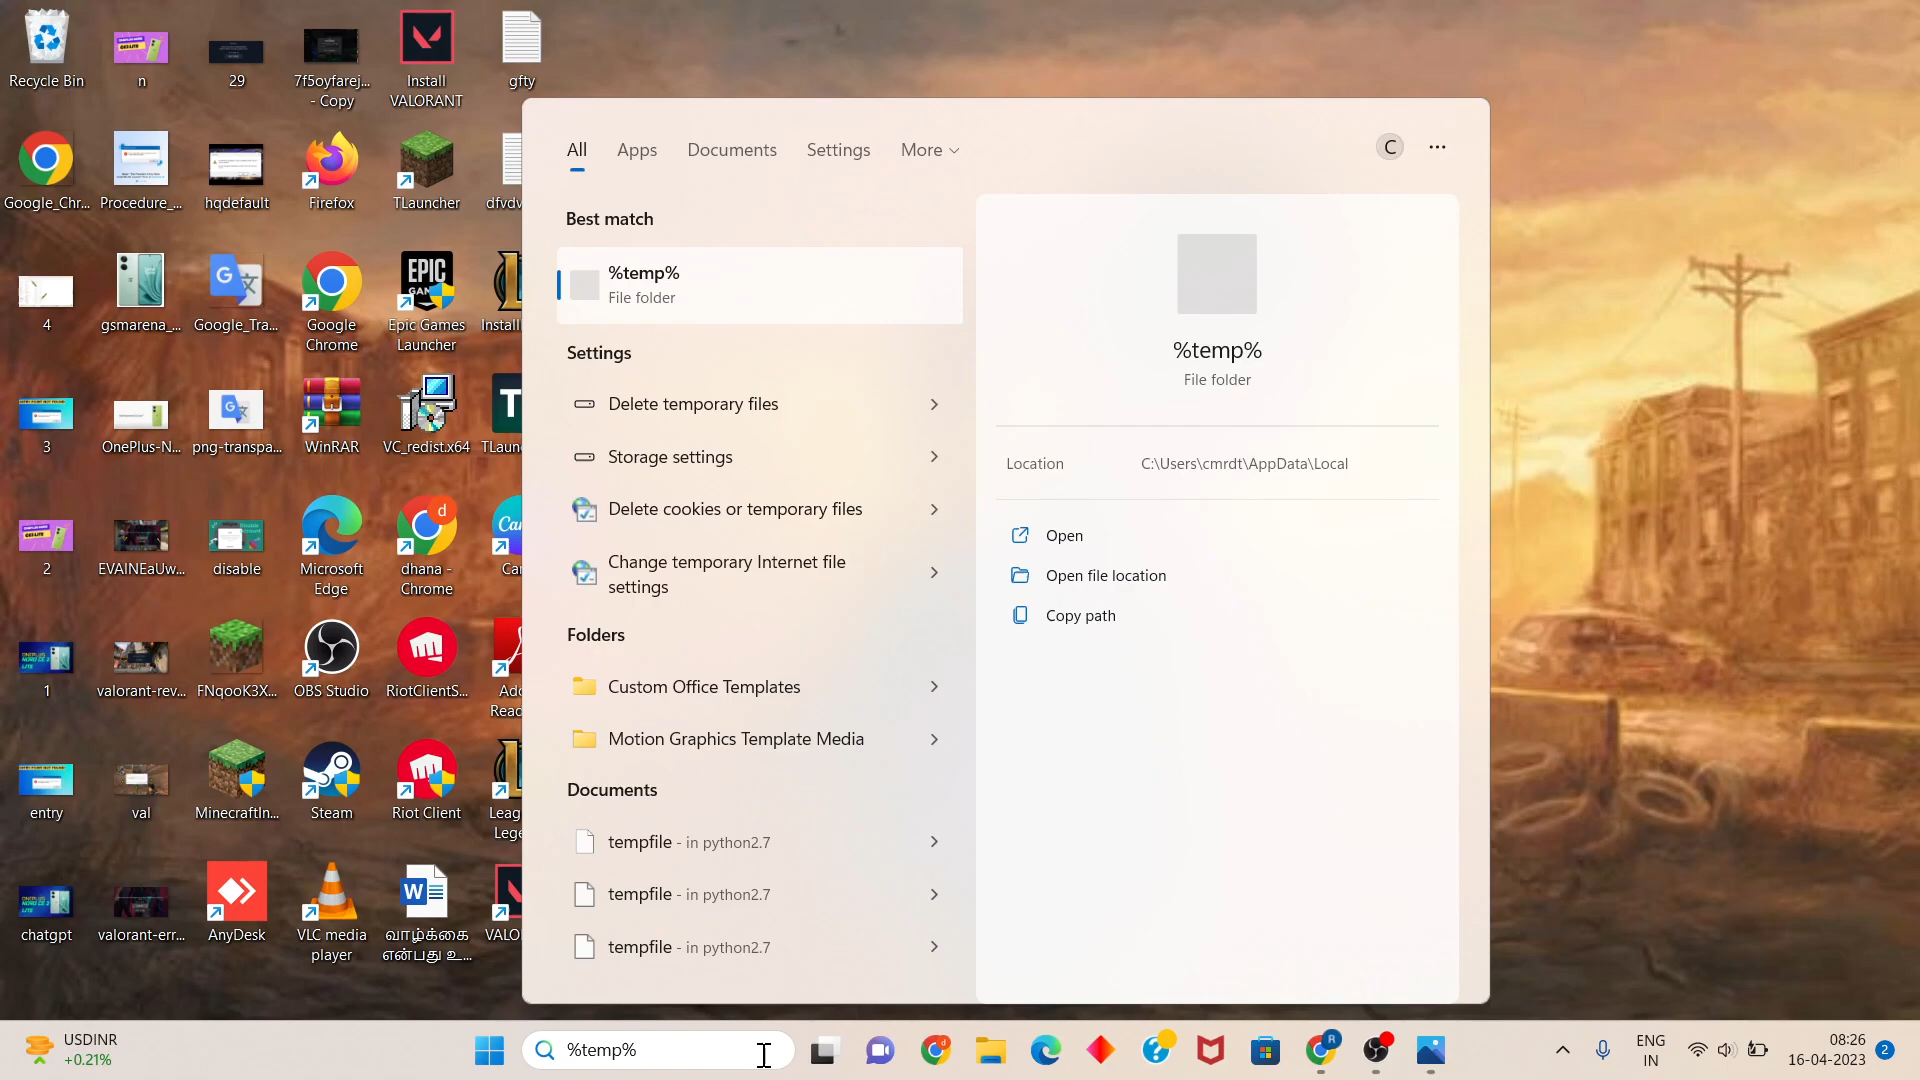 Recycle Bin
n
29
7f5oyfarej...
- Copy
Install
VALORANT
gfty
Google_Chr...
Procedure_...
hqdefault
Firefox
TLauncher
dfvdv
4
gsmarena_...
Google_Tra...
Google
Chrome
EPIC
Epic Games
Launcher
Install
3
OnePlus-N...
png-transpa...
WinRAR
VC_redist.x64
TLaun
2
EVAINEaUw...
disable
Microsoft
Edge
d
dhana -
Chrome
1
valorant-rev...
FNqooK3X...
OBS Studio
RiotClientS...
Ado
Read
entry
val
MinecraftIn...
Steam
Riot Client
Leag
Lege
chatgpt
valorant-err...
AnyDesk
VLC media
player
W
வாழ்க்கை
என்பது உ...
VALO
All
Apps
Documents
Settings
More
C
...
Best match
%temp%
File folder
Settings
Delete temporary files
Storage settings
Delete cookies or temporary files
Change temporary Internet file
settings
Folders
Custom Office Templates
Motion Graphics Template Media
Documents
tempfile - in python2.7
tempfile - in python2.7
tempfile - in python2.7
%temp%
File folder
Location
C:\Users\cmrdt\AppData\Local
Open
Open file location
Copy path
USDINR
+0.21%
%temp%
ENG
IN
08:26
16-04-2023
2